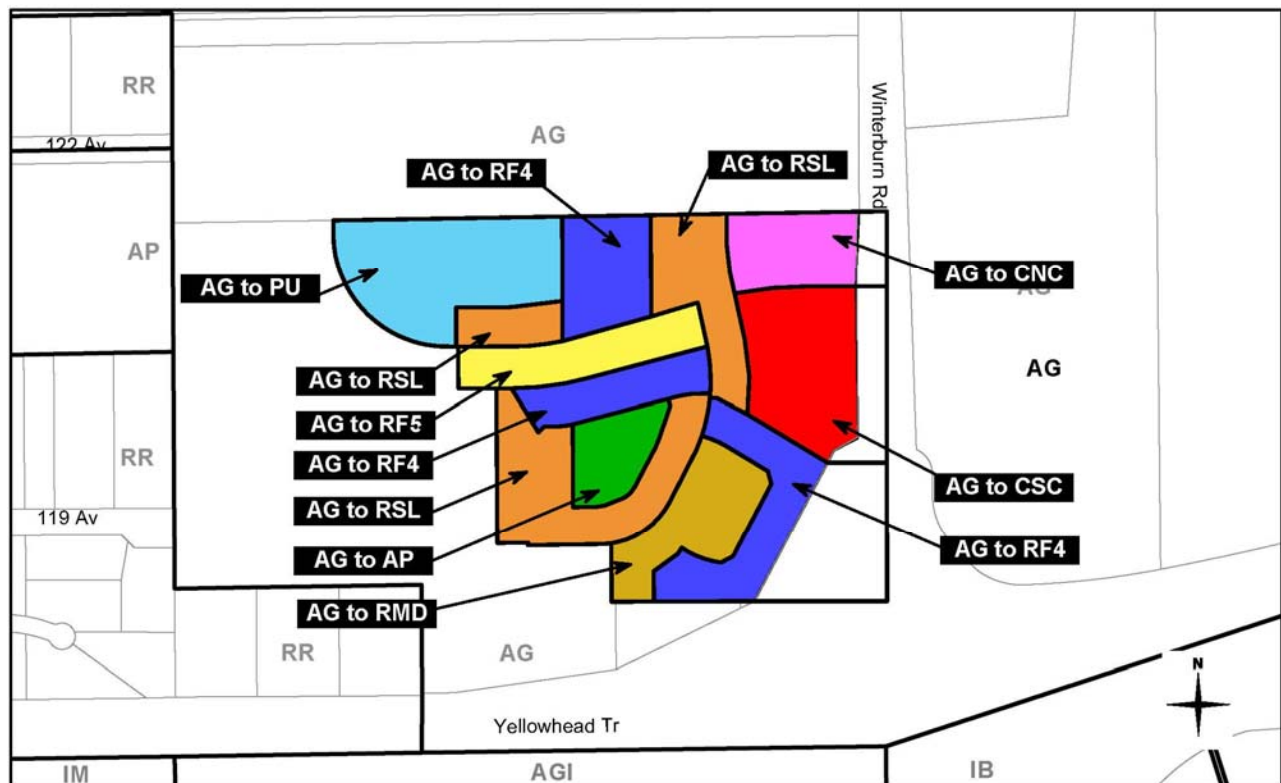 RR
122 Av
AG
Winterburn Rd
AG to RF4
AG to RSL
AP
AG to PU
AG to CNC
AG
AG
AG to RSL
AG to RF5
AG to RF4
RR
AG to CSC
AG to RSL
119 Av
AG to RF4
AG to AP
AG to RMD
RR
AG
N
Yellowhead Tr
IM
AGI
IB